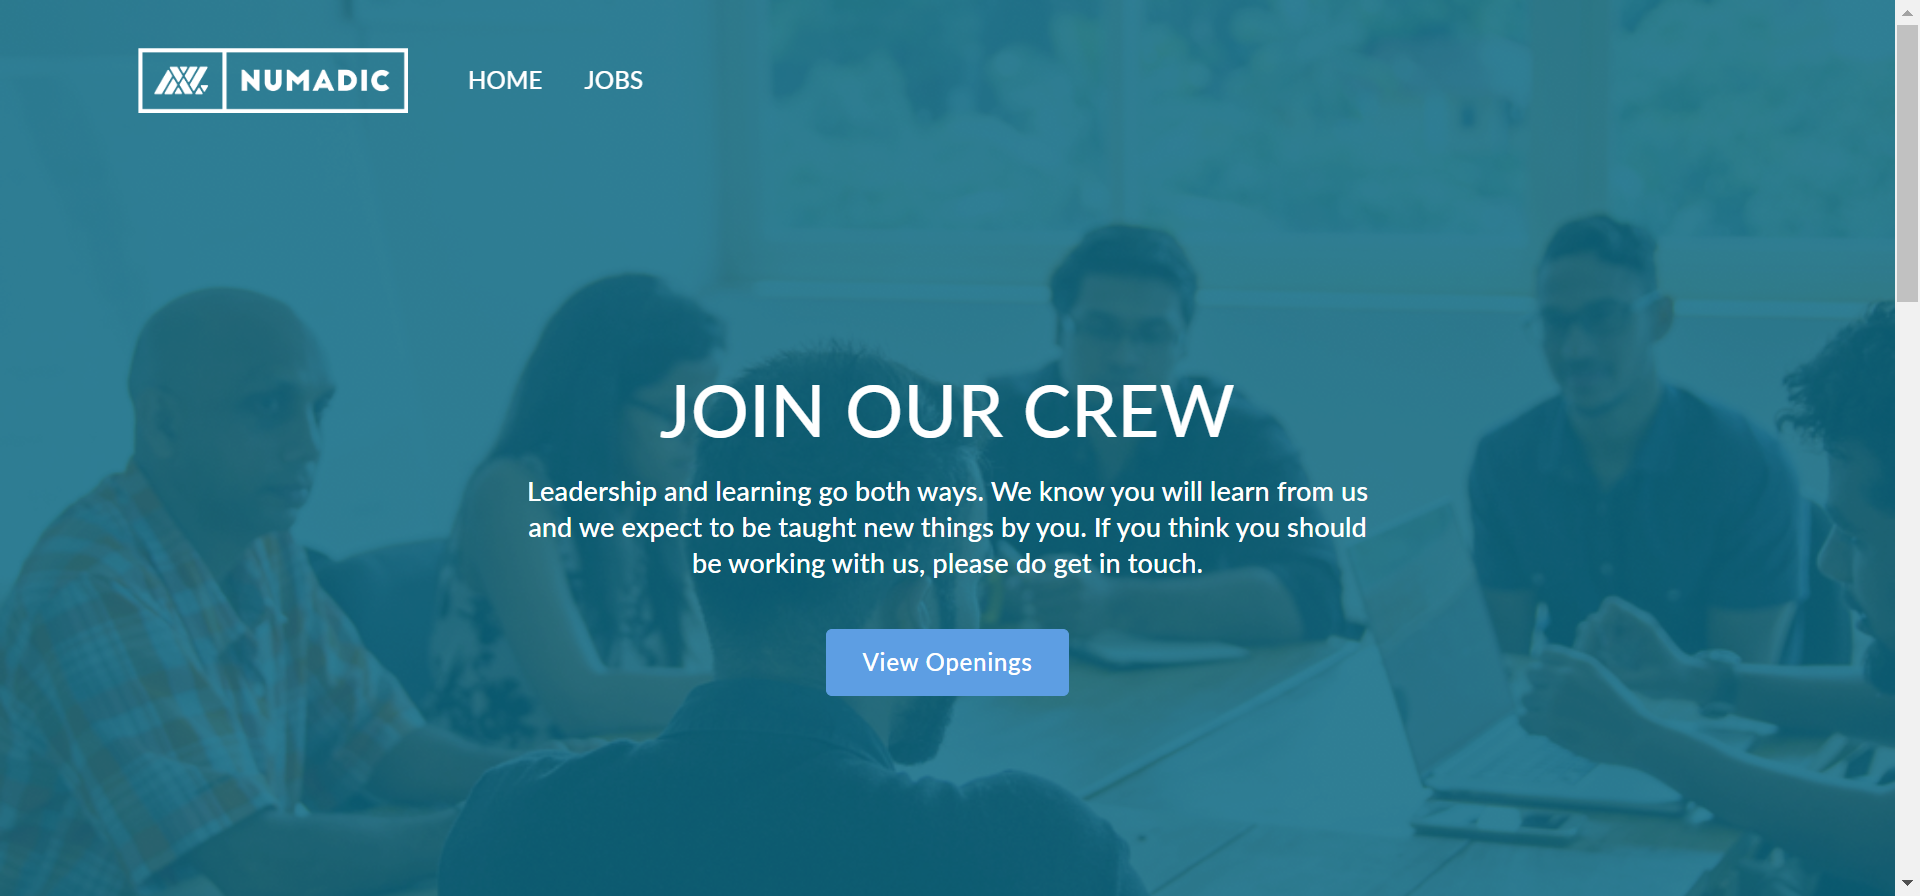 NUMADIC
HOME
JOBS
JOIN OUR CREW
Leadership and learning go both ways. We know you will learn from us
and we expect to be taught new things by you. If you think you should
be working with us, please do get in touch.
View Openings